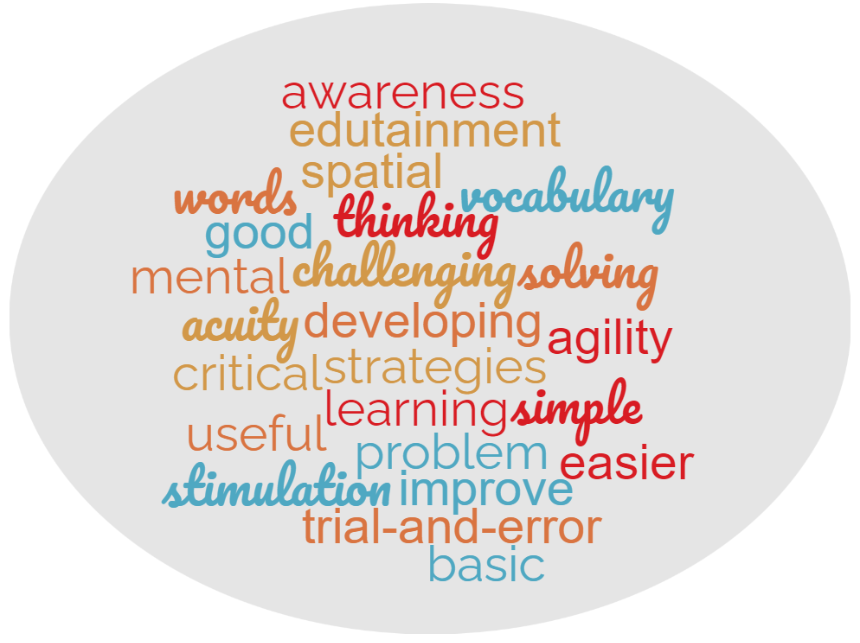 awareness
edutainment
spatial
words vocabulary
good thinking
mental challenging solving
acuity developing agility
critical strategies
learning simple
useful problem easier
stimulation improve
trial-and-error
basic